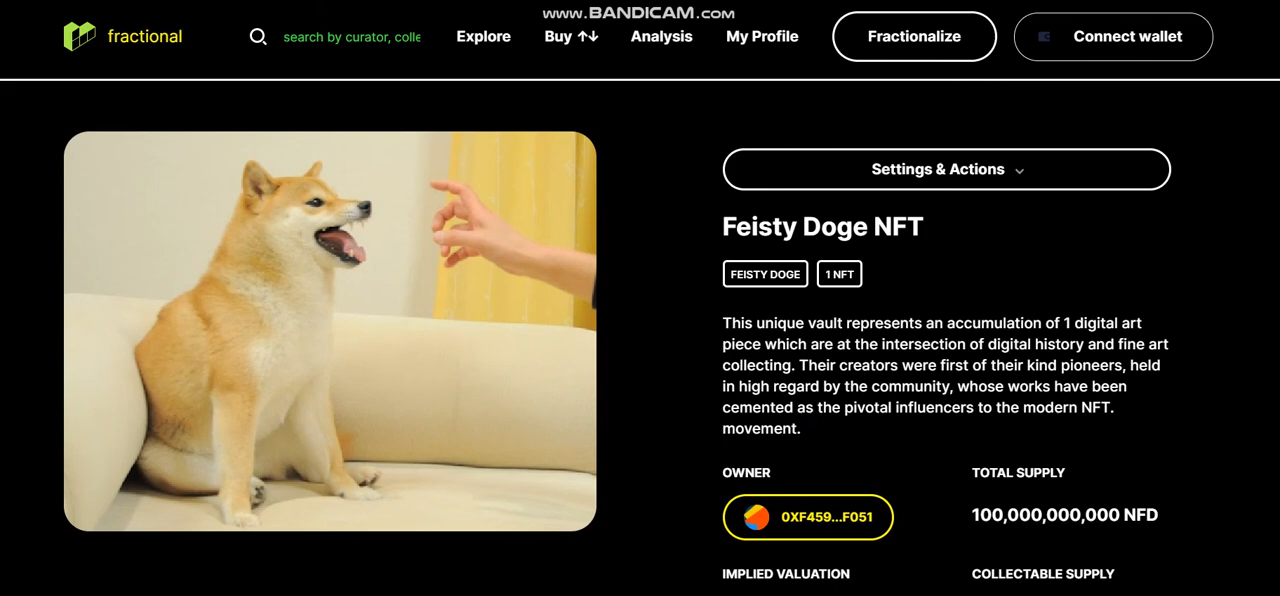 www.BANDICAM.com
fractional
search by curator, colle
Explore
Buy ↑↓
Analysis
My Profile
Fractionalize
Connect wallet
Settings & Actions
Feisty Doge NFT
FEISTY DOGE
1 NFT
This unique vault represents an accumulation of 1 digital art
piece which are at the intersection of digital history and fine art
collecting. Their creators were first of their kind pioneers, held
in high regard by the community, whose works have been
cemented as the pivotal influencers to the modern NFT.
movement.
OWNER
0XF459...F051
TOTAL SUPPLY
100,000,000,000 NFD
IMPLIED VALUATION
COLLECTABLE SUPPLY